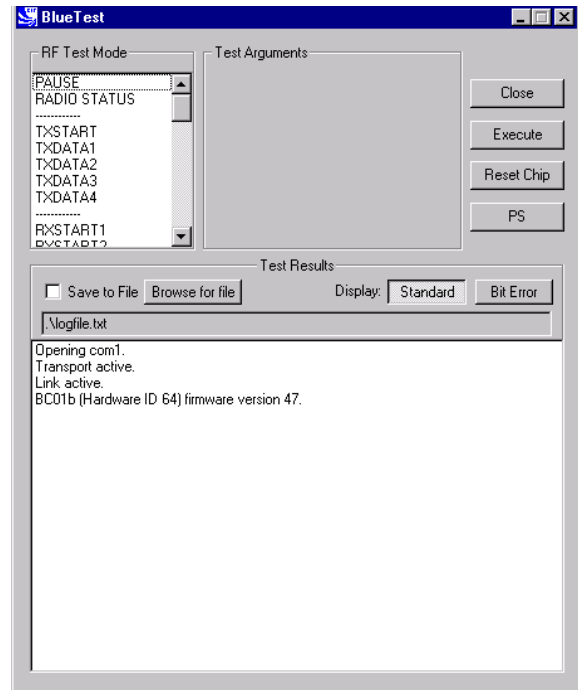 BlueTest
RF Test Mode
PAUSE
RADIO STATUS
-----------
TXSTART
TXDATA1
TXDATA2
TXDATA3
TXDATA4
-----------
RXSTART1
RXSTART2
Test Arguments
Close
Execute
Reset Chip
PS
Test Results
Save to File
Browse for file
Display:
Standard
Bit Error
.\logfile.txt
Opening com1.
Transport active.
Link active.
BC01b (Hardware ID 64) firmware version 47.